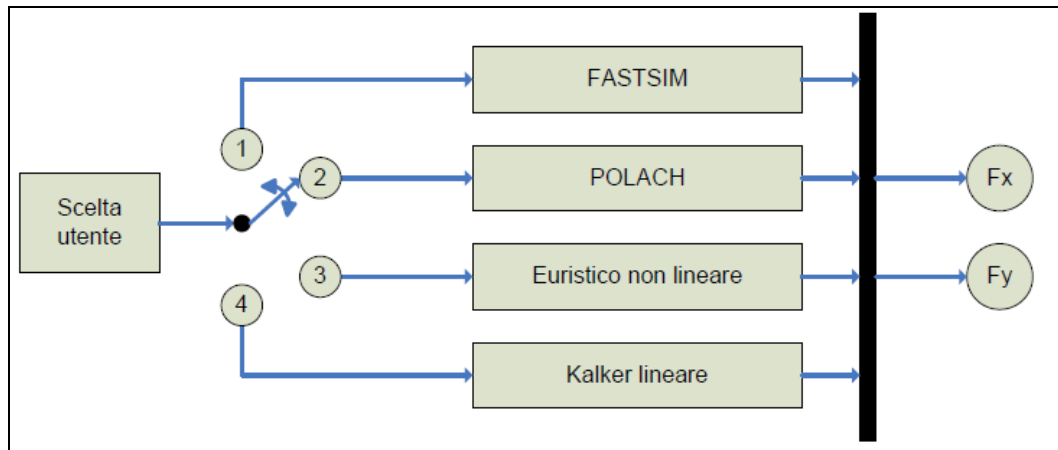 FASTSIM
1
2
POLACH
Fx
Scelta
utente
3
Euristico non lineare
Fy
4
Kalker lineare